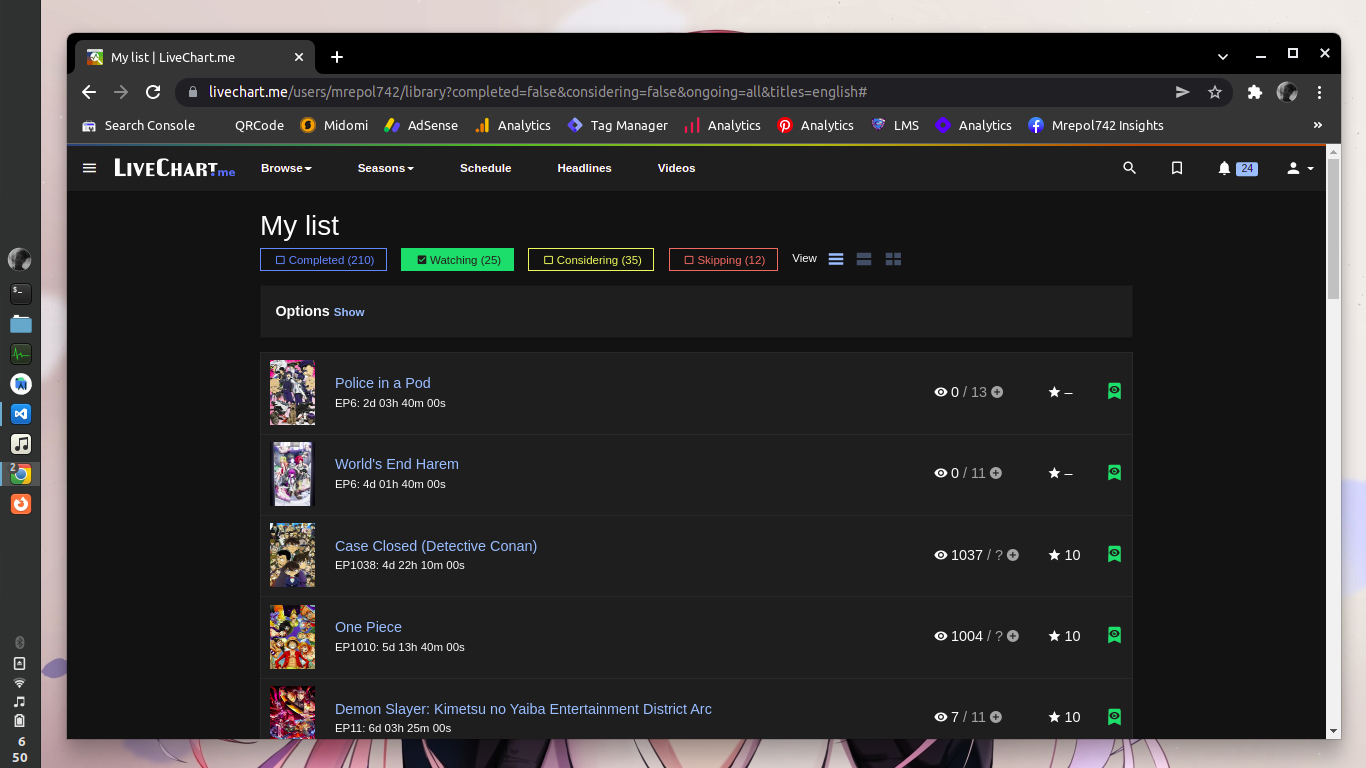 My list | LiveChart.me
livechart.me/users/mrepol742/library?completed=false&considering=false&ongoing=all&titles=english#
Search Console QRCode Midomi AdSense Analytics Tag Manager Analytics Analytics LMS Analytics Mrepol742 Insights »
LIVECHART.me Browse Seasons Schedule Headlines Videos 24
My list
Completed (210) Watching (25) Considering (35) Skipping (12) View
Options Show
Police in a Pod
EP6: 2d 03h 40m 00s
0 / 13
–
World's End Harem
EP6: 4d 01h 40m 00s
0 / 11
–
Case Closed (Detective Conan)
EP1038: 4d 22h 10m 00s
1037 / ?
10
One Piece
EP1010: 5d 13h 40m 00s
1004 / ?
10
Demon Slayer: Kimetsu no Yaiba Entertainment District Arc
EP11: 6d 03h 25m 00s
7 / 11
10
$_
2
6
50